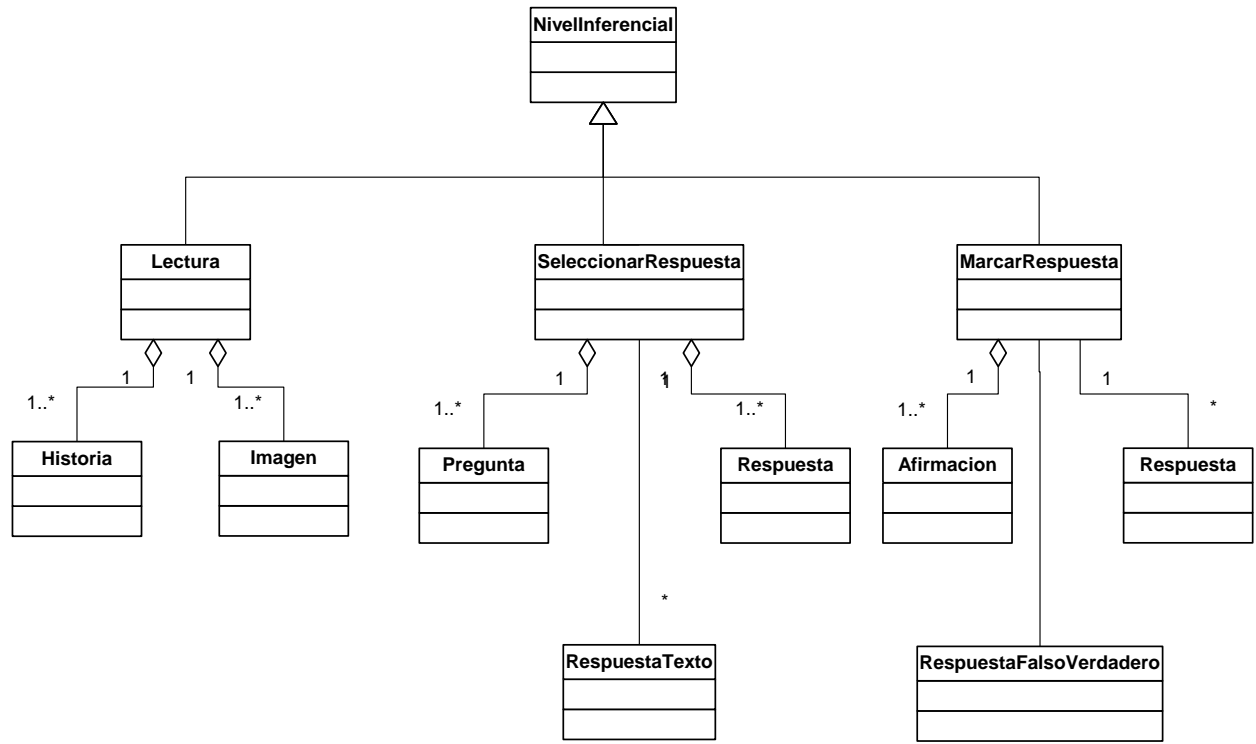 NivelInferencial
Lectura
SeleccionarRespuesta
MarcarRespuesta
1
1
1..*
1..*
1
1
1
1..*
1..*
1
1
1..*
*
Historia
Imagen
Pregunta
Respuesta
Afirmacion
Respuesta
*
RespuestaTexto
RespuestaFalsoVerdadero